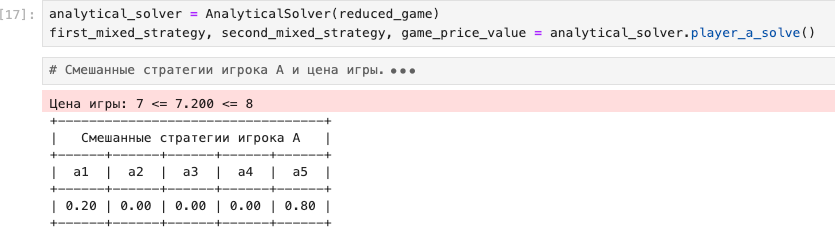 [17]:
analytical_solver = AnalyticalSolver(reduced_game)
first_mixed_strategy, second_mixed_strategy, game_price_value = analytical_solver.player_a_solve()
# Смешанные стратегии игрока A и цена игры. •••
Цена игры: 7 <= 7.200 <= 8
+----------------------------------+
|   Смешанные стратегии игрока A   |
+------+------+------+------+------+
|  a1  |  a2  |  a3  |  a4  |  a5  |
+------+------+------+------+------+
| 0.20 | 0.00 | 0.00 | 0.00 | 0.80 |
+------+------+------+------+------+